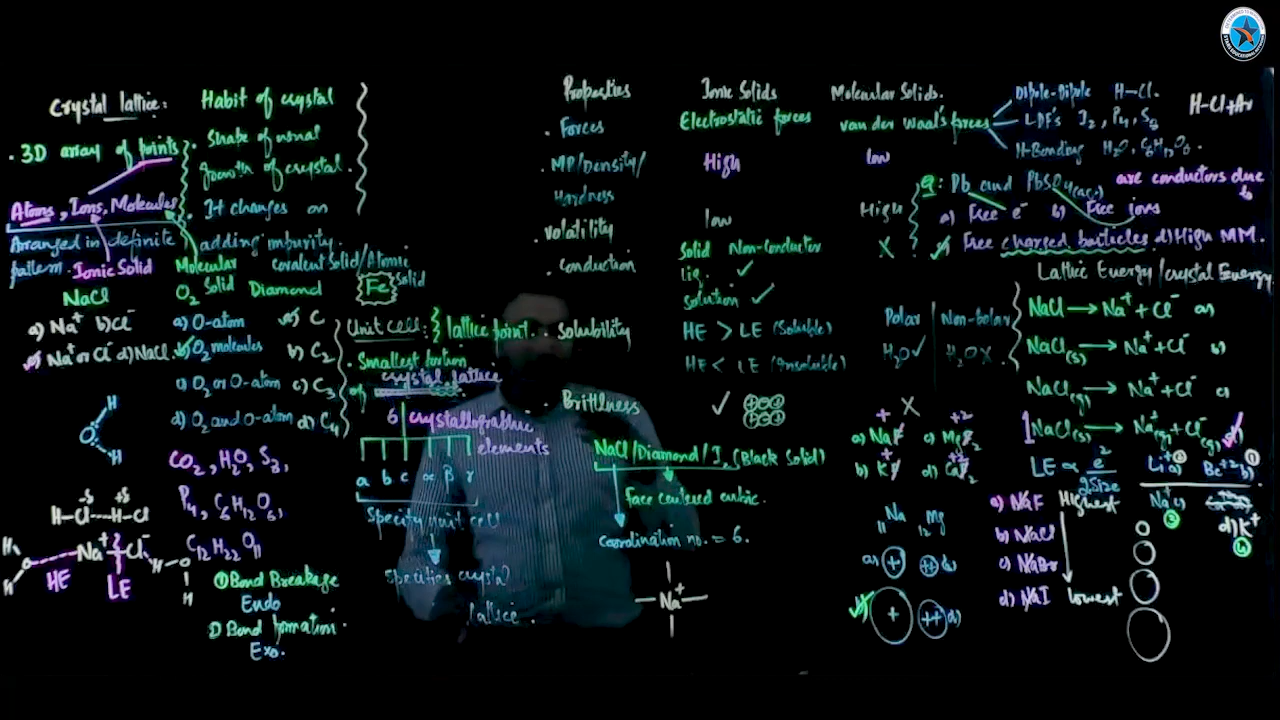 Crystal lattice:
. 3D array of points
Atoms, Ions, Molecules
Arranged in definite
pattern. Ionic Solid
NaCl
a) Na⁺ b) Cl⁻
c) Na⁺ or Cl⁻ d) NaCl
H
O
H
-δ +δ
H-Cl---H-Cl
H
O
H
Na⁺ Cl⁻
HE LE
H-O
H
Habit of crystal
. Shape of usual
growth of crystal.
. It changes on
adding impurity.
Molecular Solid
O₂
a) O-atom
b) O₂ molecules
c) O₂ or O-atom
d) O₂ and O-atom
CO₂, H₂O, S₈,
P₄, C₆H₁₂O₆,
C₁₂H₂₂O₁₁
① Bond Breakage
Endo
② Bond formation.
Exo.
Covalent Solid/Atomic Solid
Diamond Fe
a) C
b) C₂
c) C₃
d) C₄
Unit cell: lattice point.
. Smallest portion
of crystal lattice
6 crystallographic
elements
a b c α β γ
Specify unit cell
Specifies crystal
lattice.
Properties Ionic Solids Molecular Solids.
. Forces Electrostatic forces van der Waal's forces
Dipole-Dipole H-Cl.
LDF's I₂, P₄, S₈
H-Bonding H₂O, C₆H₁₂O₆.
H-Cl + Ar
. MP/Density/ High low
Hardness
. Volatility low High
. Conduction Solid Non-Conductor X
Liq. ✓
Solution ✓
. Solubility HE > LE (Soluble)
HE < LE (Insoluble)
Polar Non-polar
H₂O ✓ H₂O X
. Brittlness ✓ X
NaCl/Diamond/I₂ (Black Solid)
face centered cubic.
Coordination no. = 6.
Na⁺
Q: Pb and PbSO₄(aq.) are conductors due to
a) Free e⁻ b) Free ions
c) Free charged particles d) High MM.
Lattice Energy/crystal Energy
NaCl → Na⁺ + Cl⁻ a)
NaCl(s) → Na⁺ + Cl⁻ b)
NaCl(g) → Na⁺ + Cl⁻ c)
1 NaCl(s) → Na⁺(g) + Cl⁻(g) d)
a) NaF c) MgF₂
b) KF d) CaF₂
₁₁Na ₁₂Mg
a) ++ b)
+ ++ d)
LE ∝ e²
Size
a) NaF Highest
b) NaCl
c) NaBr
d) NaI lowest
Li⁺ a) Be⁺² b)
Na⁺ c)
d) K⁺